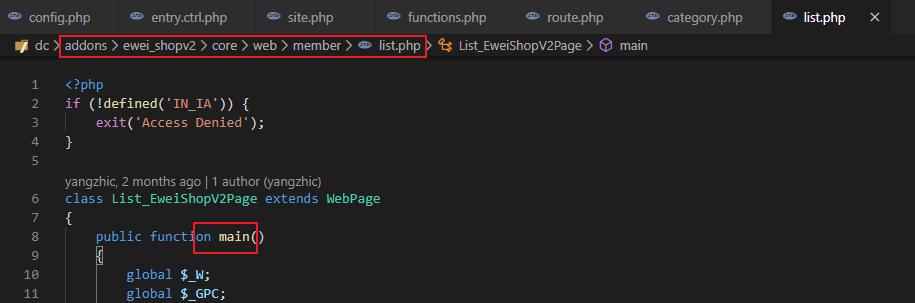 config.php entry.ctrl.php site.php functions.php route.php category.php list.php
dc > addons > ewei_shopv2 > core > web > member > list.php > List_EweiShopV2Page > main
1 <?php
2 if (!defined('IN_IA')) {
3 exit('Access Denied');
4 }
5
yangzhic, 2 months ago | 1 author (yangzhic)
6 class List_EweiShopV2Page extends WebPage
7 {
8 public function main()
9 {
10 global $_W;
11 global $_GPC;